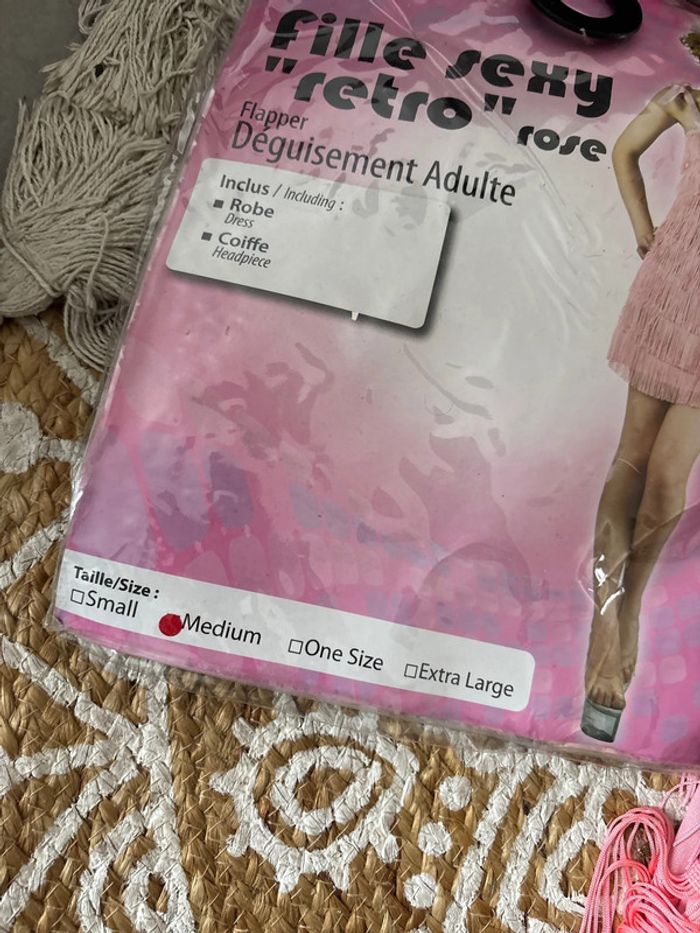 fille sexy
"retro" rose
Flapper
Déguisement Adulte
Inclus / Including :
■ Robe
Dress
■ Coiffe
Headpiece
Taille/Size :
□Small
Medium
□One Size
□Extra Large